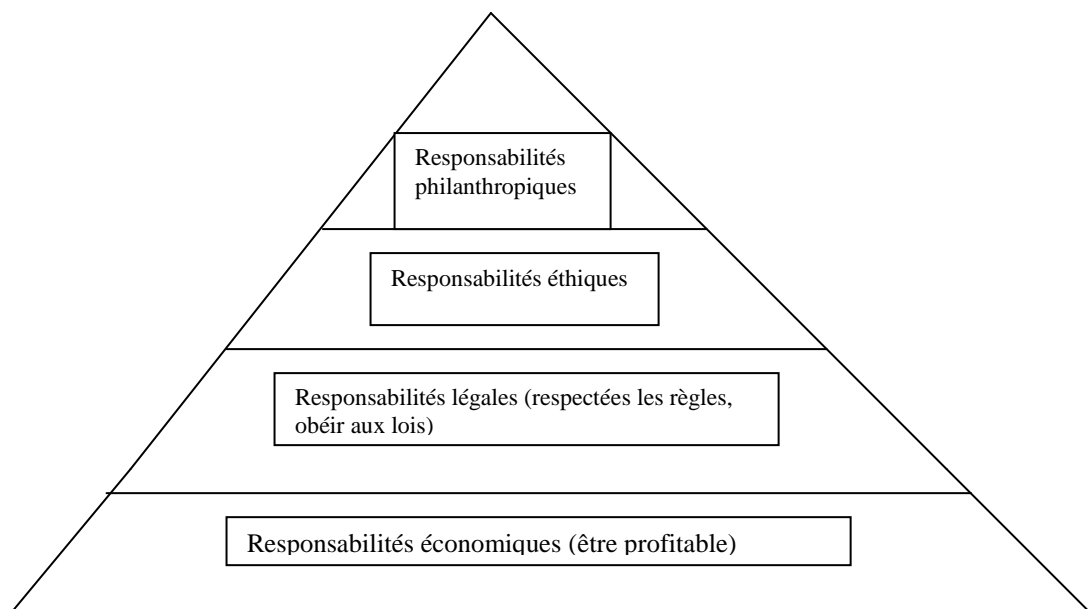 Responsabilités
philanthropiques
Responsabilités éthiques
Responsabilités légales (respectées les règles,
obéir aux lois)
Responsabilités économiques (être profitable)